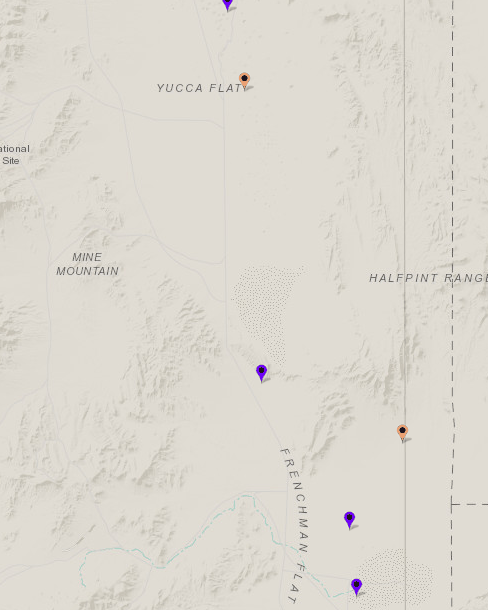 YUCCA FLAT
ational
Site
MINE
MOUNTAIN
HALFPINT RANGE
FRENCHMAN FLAT